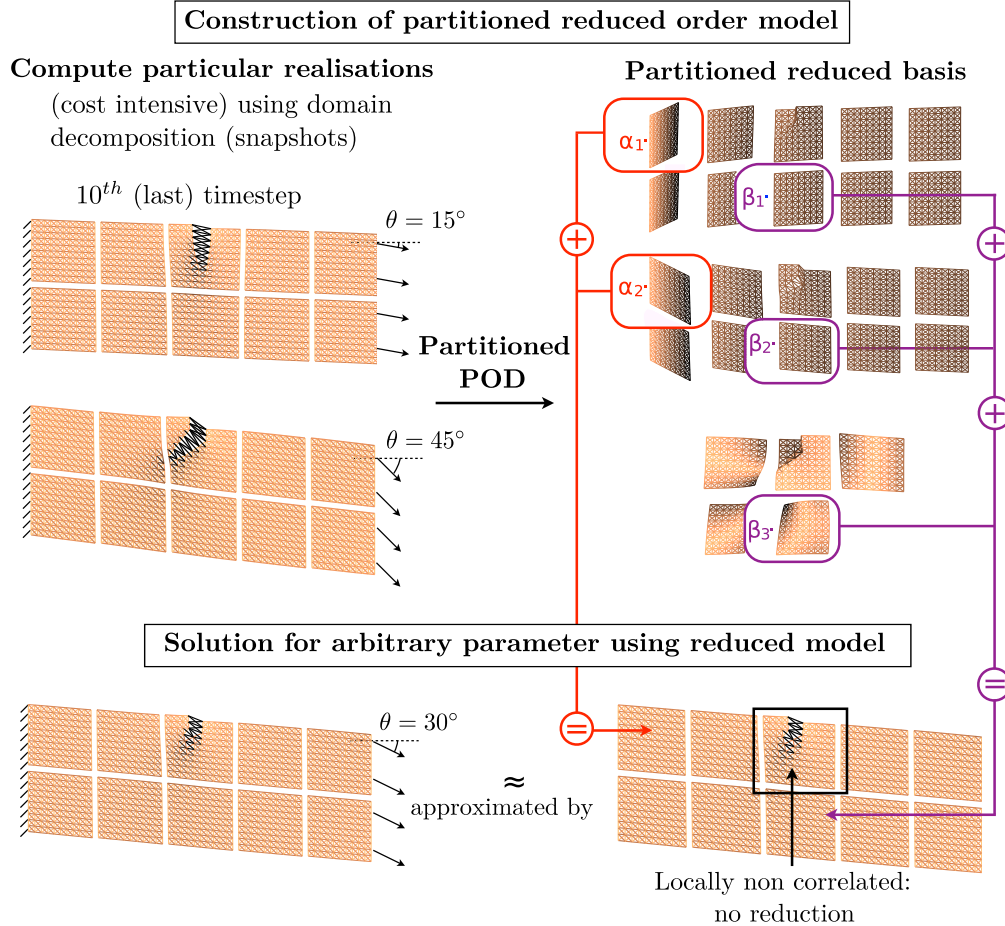 Construction of partitioned reduced order model
Compute particular realisations
(cost intensive) using domain
decomposition (snapshots)
10th (last) timestep
θ = 15°
θ = 45°
Partitioned
POD
Partitioned reduced basis
α1·
β1·
+
+
α2·
β2·
+
β3·
Solution for arbitrary parameter using reduced model
θ = 30°
≈
approximated by
=
=
Locally non correlated:
no reduction